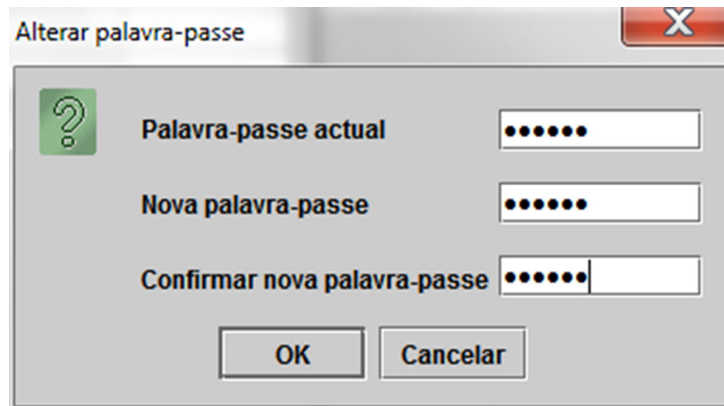 Alterar palavra-passe
Palavra-passe actual ••••••
Nova palavra-passe ••••••
Confirmar nova palavra-passe ••••••
OK Cancelar